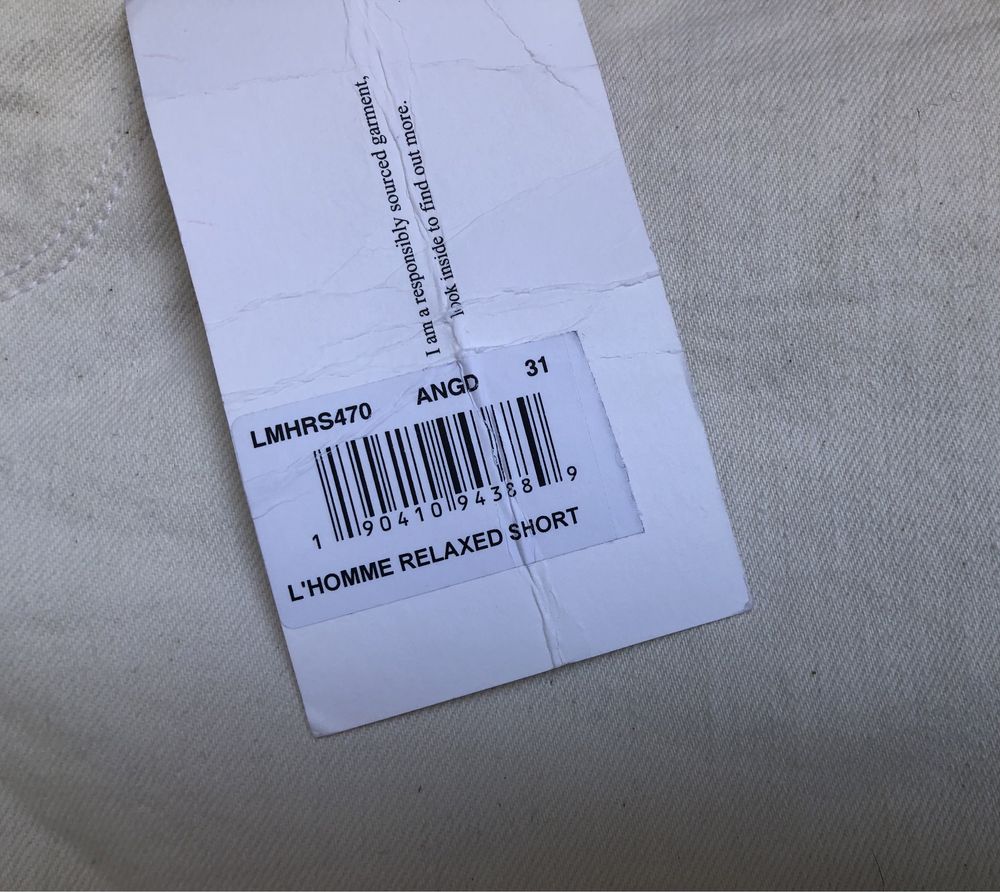 I am a responsibly sourced garment,
look inside to find out more.
LMHRS470 ANGD 31
1 90410 94388 9
L'HOMME RELAXED SHORT